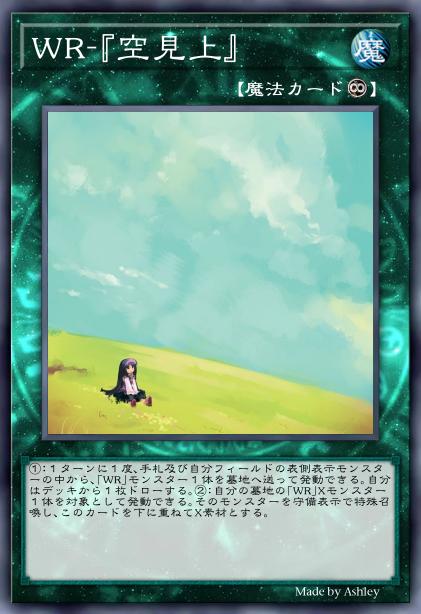 WR-『空見上』
魔
【魔法カード♾】
①:1ターンに1度、手札及び自分フィールドの表側表示モンスタ
ーの中から、「WR」モンスター1体を墓地へ送って発動できる。自分
はデッキから1枚ドローする。②:自分の墓地の「WR」Xモンスター
1体を対象として発動できる。そのモンスターを守備表示で特殊召
喚し、このカードを下に重ねてX素材とする。
Made by Ashley